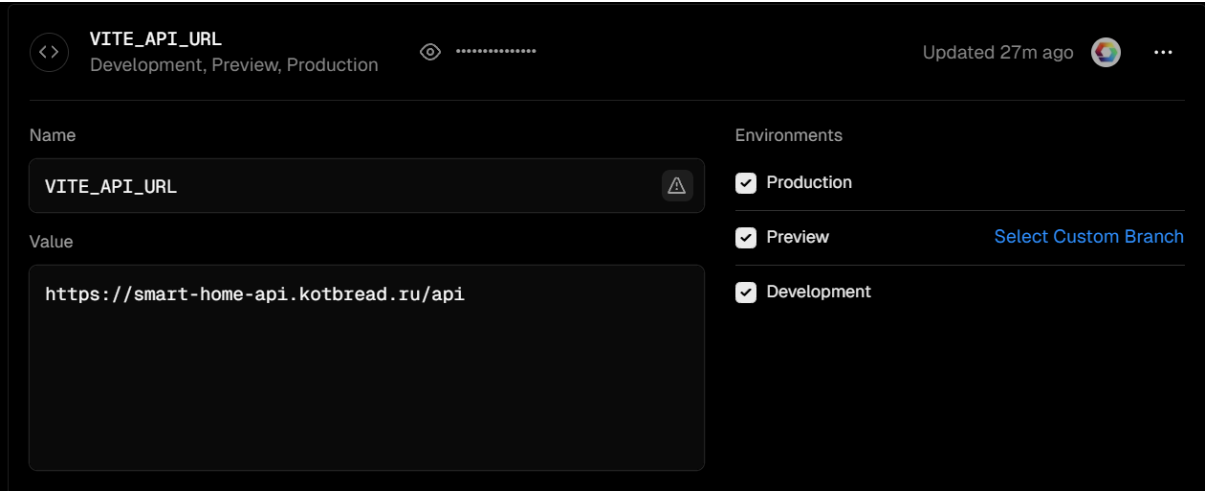 VITE_API_URL
Development, Preview, Production
•••••••••••••••
Updated 27m ago
Name
VITE_API_URL
Value
https://smart-home-api.kotbread.ru/api
Environments
Production
Preview
Select Custom Branch
Development